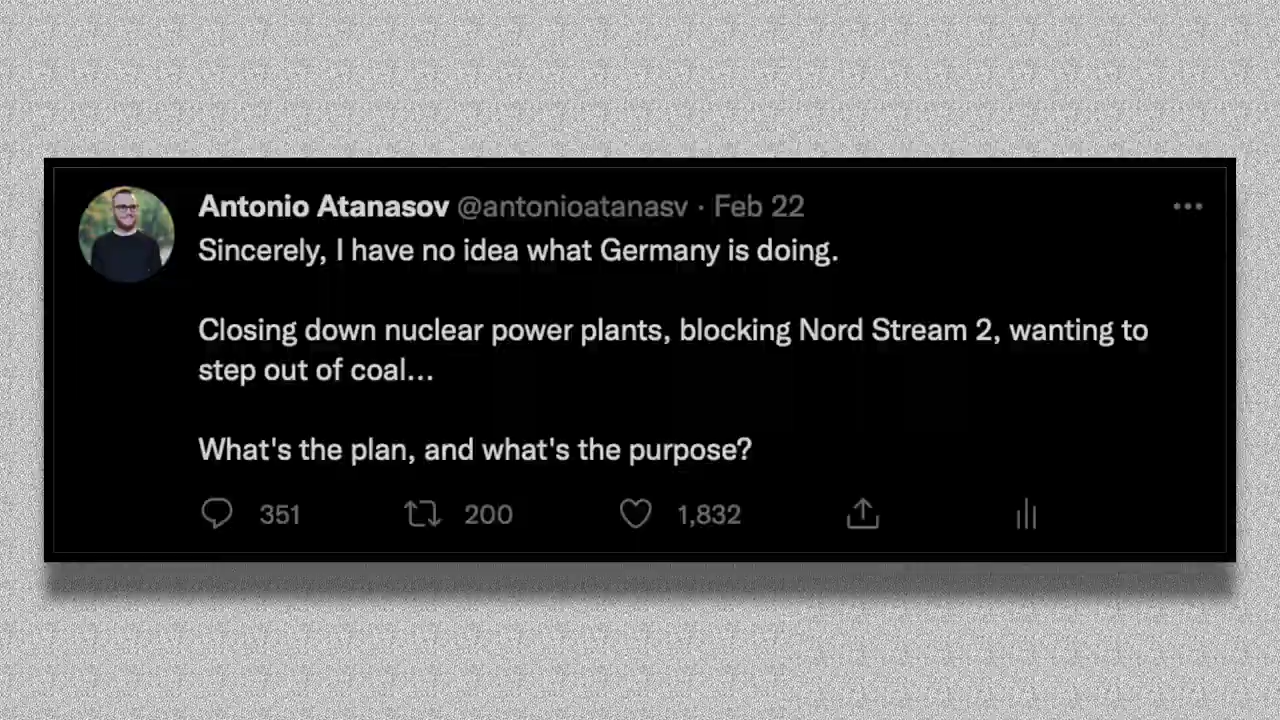 Antonio Atanasov @antonioatanasv · Feb 22
Sincerely, I have no idea what Germany is doing.
Closing down nuclear power plants, blocking Nord Stream 2, wanting to
step out of coal...
What's the plan, and what's the purpose?
351 200 1,832